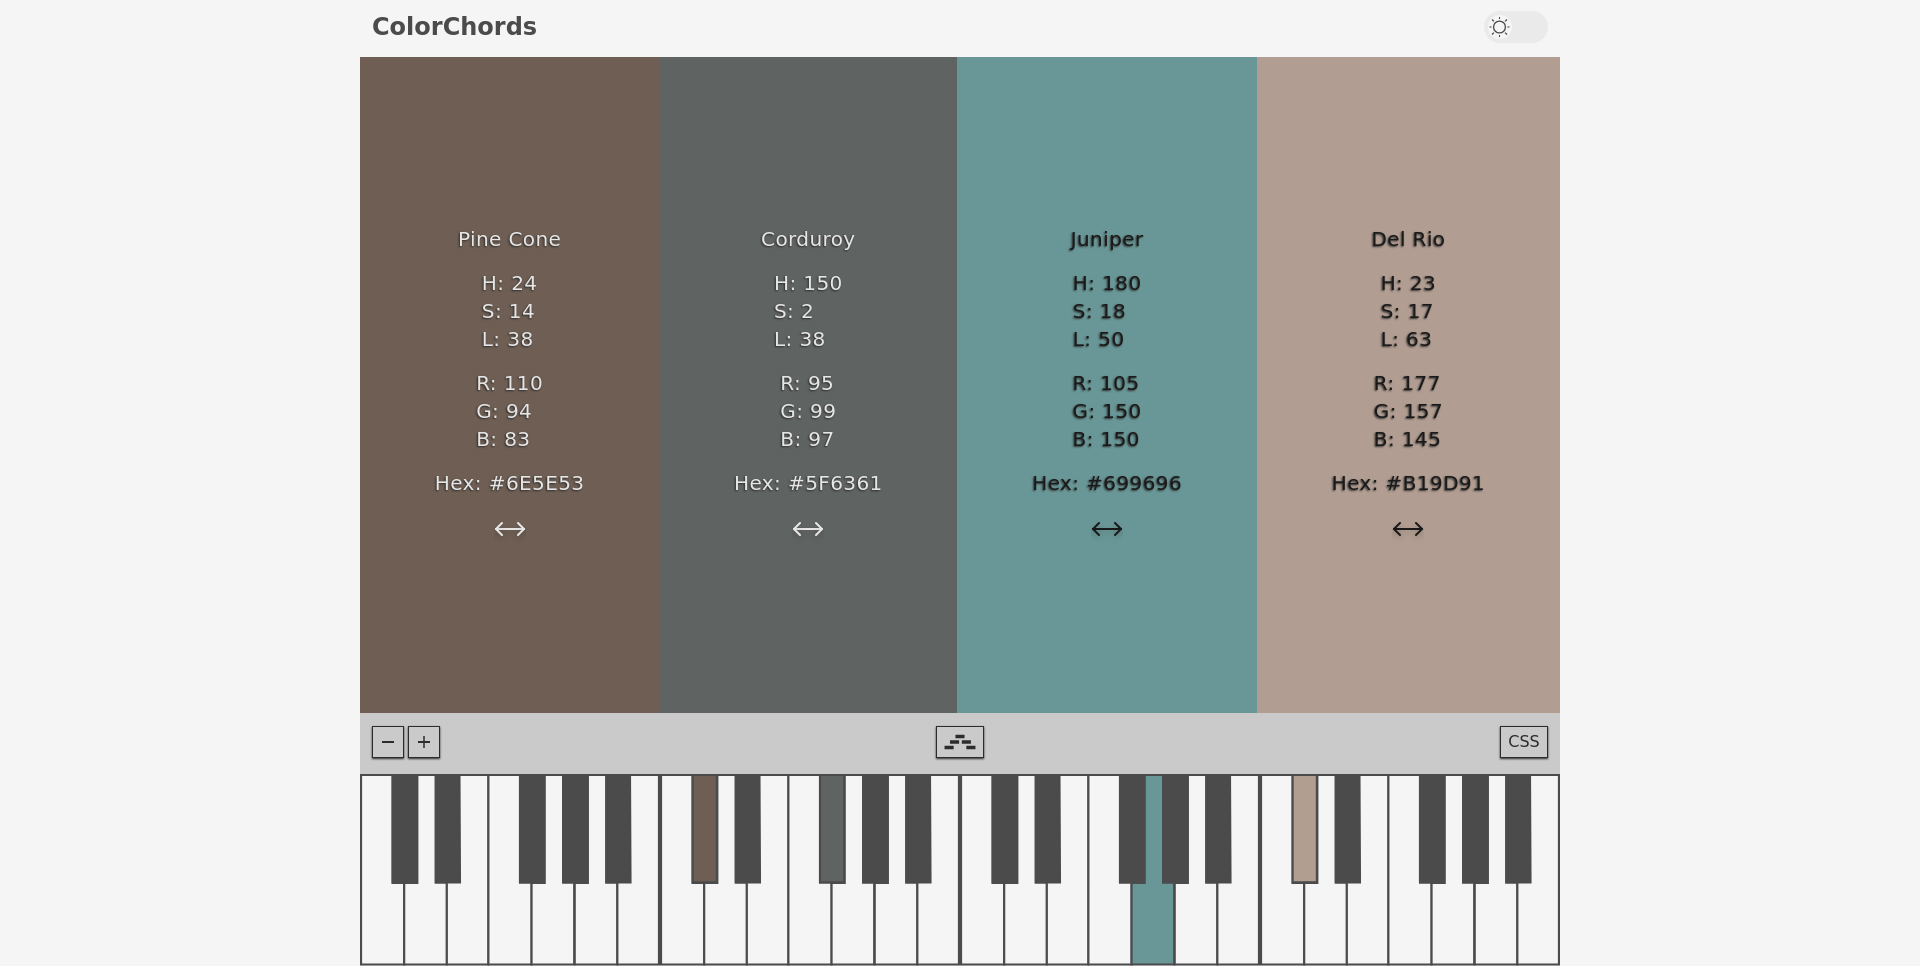 ColorChords
Pine Cone
H: 24
S: 14
L: 38
R: 110
G: 94
B: 83
Hex: #6E5E53
Corduroy
H: 150
S: 2
L: 38
R: 95
G: 99
B: 97
Hex: #5F6361
Juniper
H: 180
S: 18
L: 50
R: 105
G: 150
B: 150
Hex: #699696
Del Rio
H: 23
S: 17
L: 63
R: 177
G: 157
B: 145
Hex: #B19D91
CSS